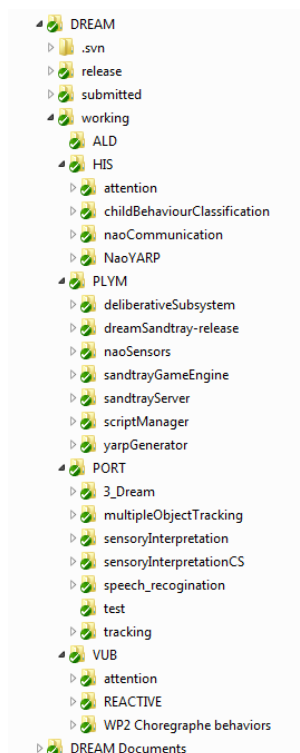 DREAM
.svn
release
submitted
working
ALD
HIS
attention
childBehaviourClassification
naoCommunication
NaoYARP
PLYM
deliberativeSubsystem
dreamSandtray-release
naoSensors
sandtrayGameEngine
sandtrayServer
scriptManager
yarpGenerator
PORT
3_Dream
multipleObjectTracking
sensoryInterpretation
sensoryInterpretationCS
speech_recogination
test
tracking
VUB
attention
REACTIVE
WP2 Choregraphe behaviors
DREAM Documents